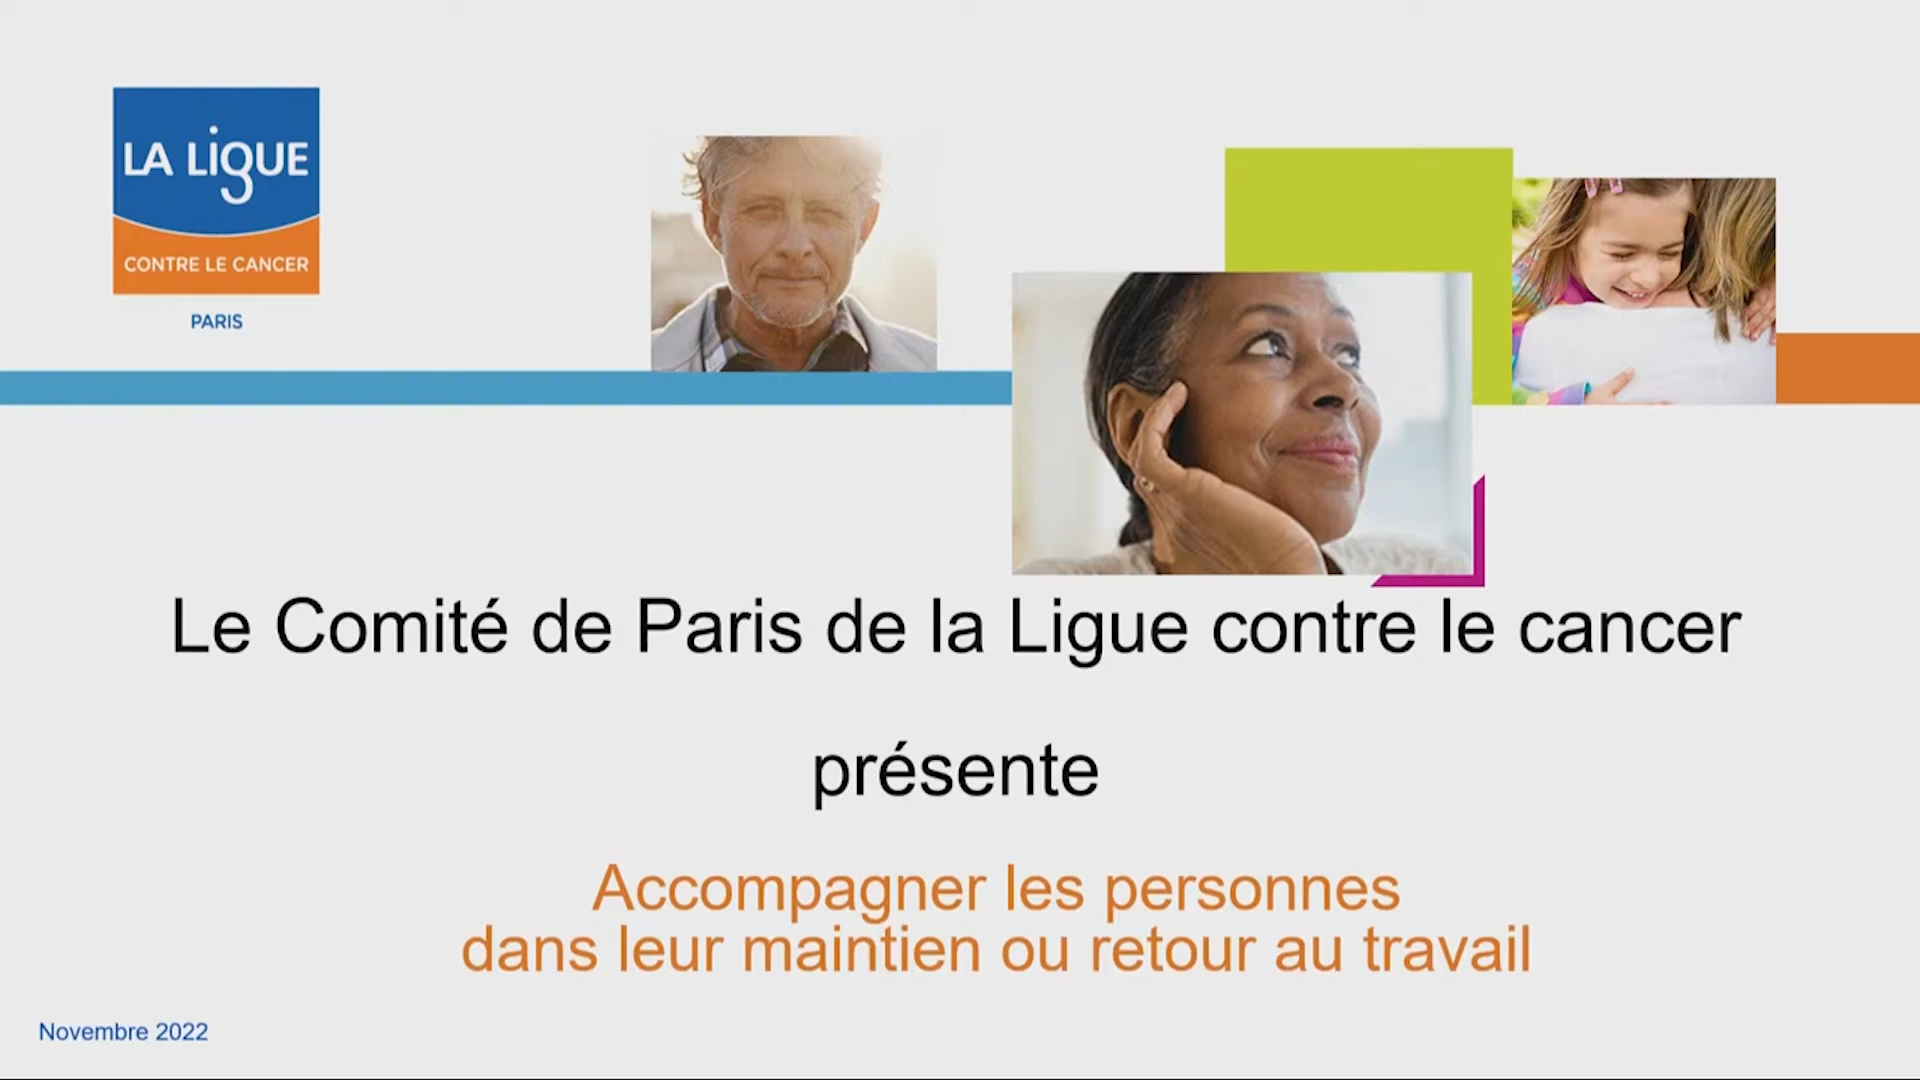 LA LIGUE
CONTRE LE CANCER
PARIS
Le Comité de Paris de la Ligue contre le cancer
présente
Accompagner les personnes
dans leur maintien ou retour au travail
Novembre 2022